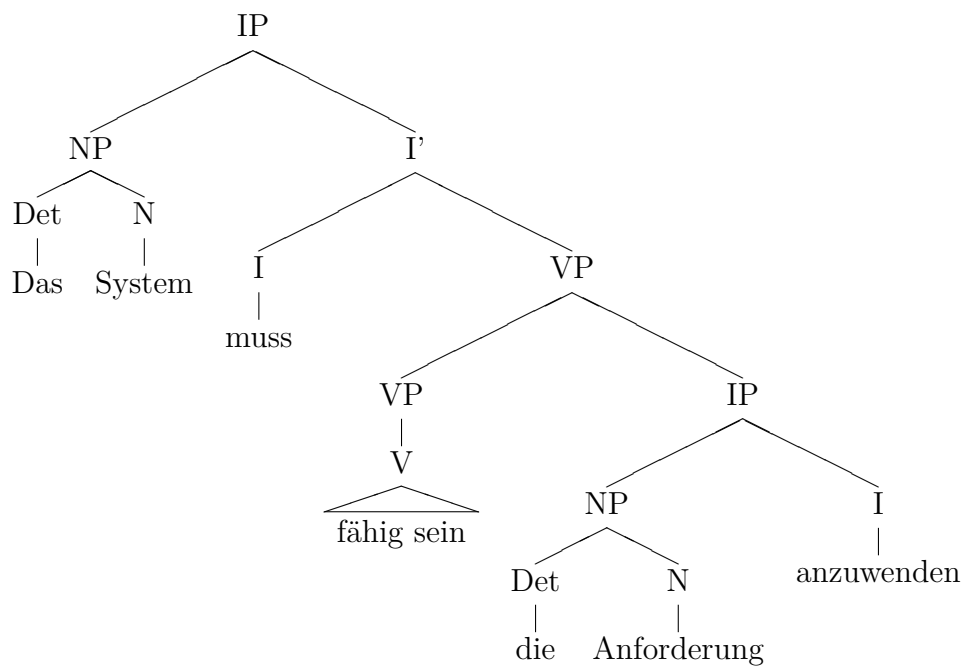 IP
NP I'
Det N
Das System
I VP
muss
VP IP
V
fähig sein
NP I
Det N anzuwenden
die Anforderung